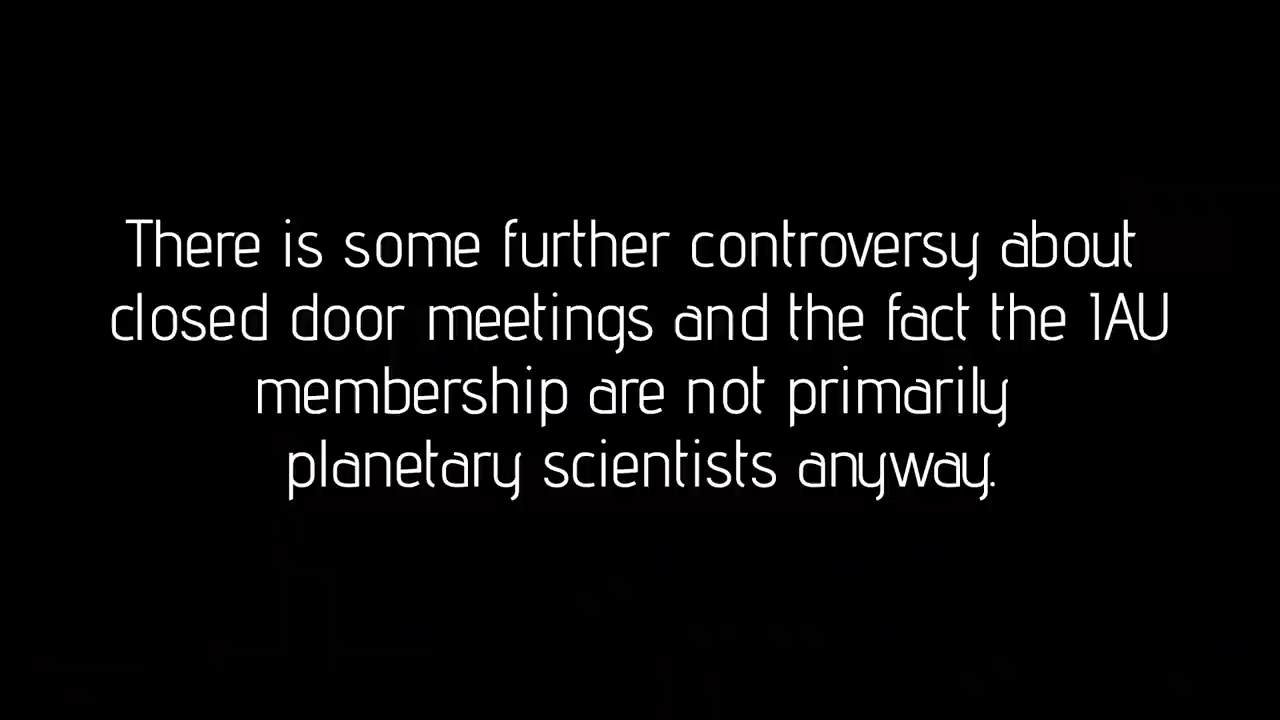 There is some further controversy about
closed door meetings and the fact the IAU
membership are not primarily
planetary scientists anyway.